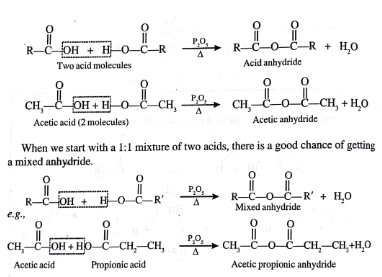 O O P₂O₅ O O
R–C–OH + H–O–C–R Δ R–C–O–C–R + H₂O
Two acid molecules Acid anhydride
O O P₂O₅ O O
CH₃–C–OH + H–O–C–CH₃ Δ CH₃–C–O–C–CH₃ + H₂O
Acetic acid (2 molecules) Acetic anhydride
When we start with a 1:1 mixture of two acids, there is a good chance of getting
a mixed anhydride.
O O P₂O₅ O O
R–C–OH + H–O–C–R' Δ R–C–O–C–R' + H₂O
Mixed anhydride
e.g.,
O O P₂O₅ O O
CH₃–C–OH + HO–C–CH₂–CH₃ Δ CH₃–C–O–C–CH₂–CH₃+H₂O
Acetic acid Propionic acid Acetic propionic anhydride